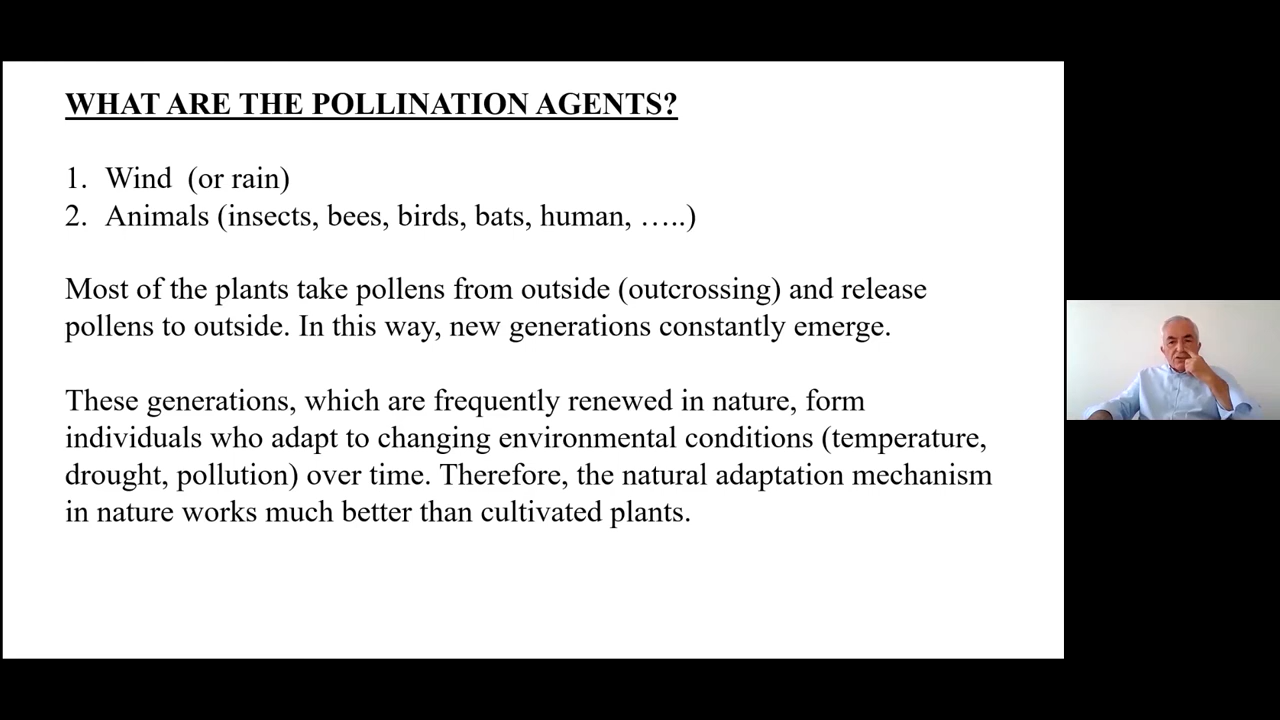 WHAT ARE THE POLLINATION AGENTS?
1. Wind (or rain)
2. Animals (insects, bees, birds, bats, human, …..)
Most of the plants take pollens from outside (outcrossing) and release
pollens to outside. In this way, new generations constantly emerge.
These generations, which are frequently renewed in nature, form
individuals who adapt to changing environmental conditions (temperature,
drought, pollution) over time. Therefore, the natural adaptation mechanism
in nature works much better than cultivated plants.